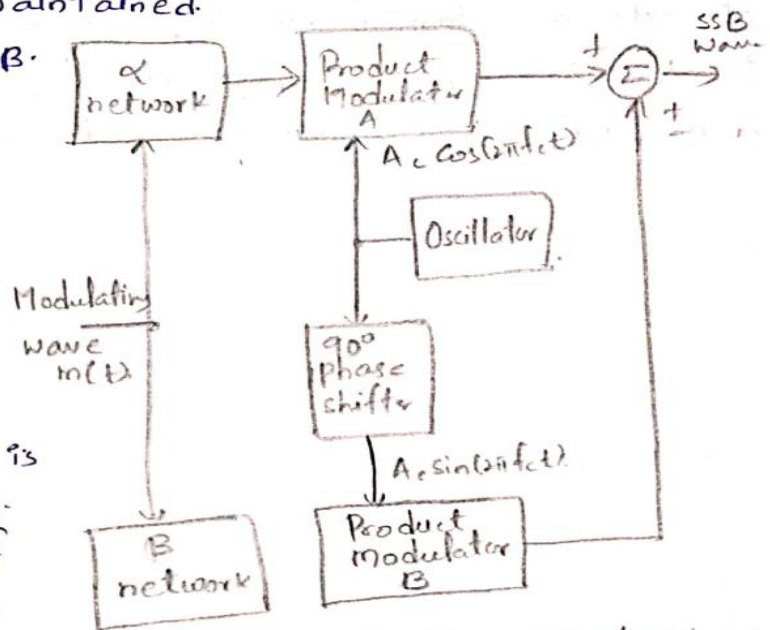 aintained.
B.
α
network
Product
Modulator
A
+
Σ
SSB
wave
±
Ac cos(2πfct)
Oscillator
Modulating
wave
m(t)
90°
phase
shifter
is
Ac sin(2πfct)
β
network
Product
modulator
B